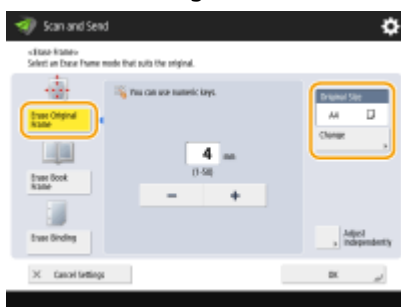 Scan and Send
<Erase Frame>
Select an Erase Frame mode that suits the original.
You can use numeric keys.
Erase Original
Frame
Erase Book
Frame
Erase Binding
4 mm
(1-50)
−
+
Original Size
A4
Change
Adjust
Independently
Cancel Settings
OK